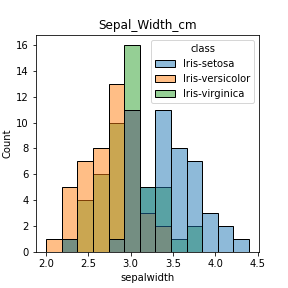 Sepal_Width_cm
class
Iris-setosa
Iris-versicolor
Iris-virginica
16
14
12
10
8
6
4
2
0
Count
2.0 2.5 3.0 3.5 4.0 4.5
sepalwidth